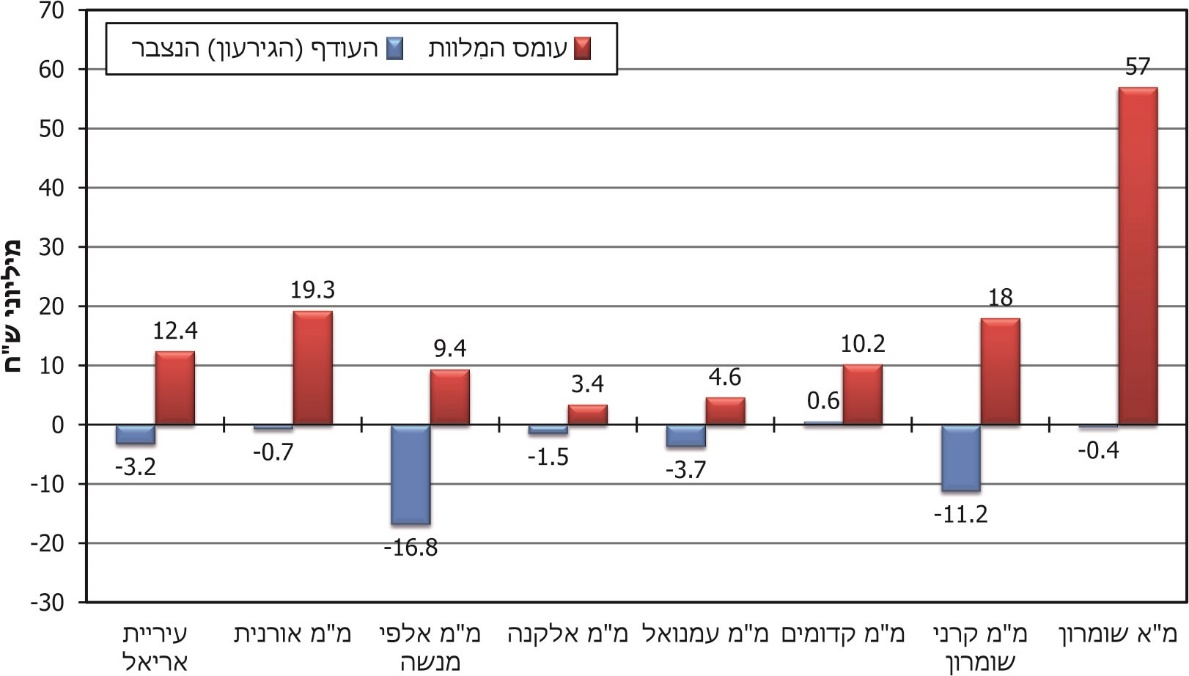 עומס המִלוות
העודף (הגירעון) הנצבר
מיליוני ש"ח
70
60
50
40
30
20
10
0
-10
-20
-30
12.4
-3.2
19.3
-0.7
9.4
-16.8
3.4
-1.5
4.6
-3.7
10.2
0.6
18
-11.2
57
-0.4
עיריית
אריאל
מ"מ אורנית
מ"מ אלפי
מנשה
מ"מ אלקנה
מ"מ עמנואל
מ"מ קדומים
מ"מ קרני
שומרון
מ"א שומרון